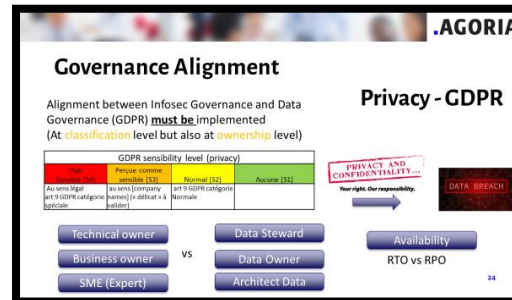 .AGORIA
Governance Alignment
Privacy - GDPR
Alignment between Infosec Governance and Data
Governance (GDPR) must be implemented
(At classification level but also at ownership level)
GDPR sensibility level (privacy)
High
Sensible [S4]
Perçue comme
sensible [S3]
Normal [S2]
Aucune [S1]
Au sens légal
art 9 GDPR catégorie
spéciale
au sens [company
names] (« délicat » à
valider)
art 9 GDPR catégorie
Normale
PRIVACY AND
CONFIDENTIALITY...
Your right. Our responsibility.
DATA BREACH
Technical owner
Business owner
SME (Expert)
vs
Data Steward
Data Owner
Architect Data
Availability
RTO vs RPO
24